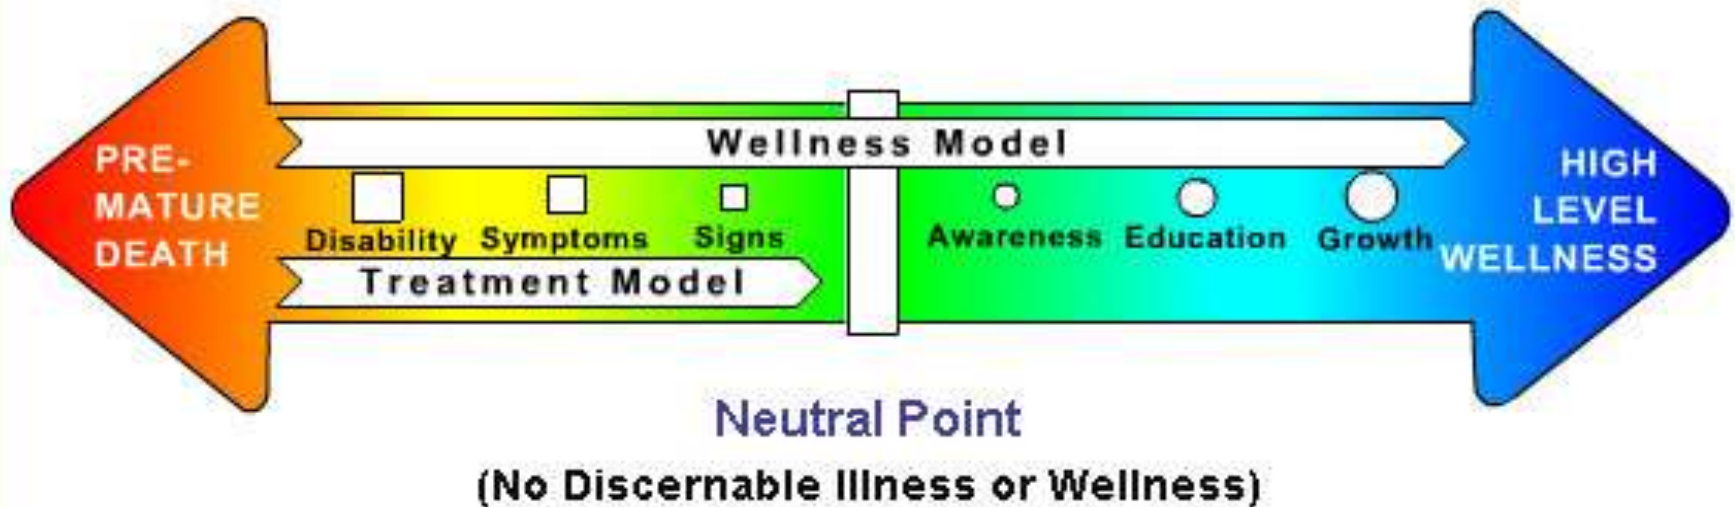 Wellness Model
PRE-
MATURE
DEATH
Disability Symptoms Signs Awareness Education Growth
HIGH
LEVEL
WELLNESS
Treatment Model
Neutral Point
(No Discernable Illness or Wellness)